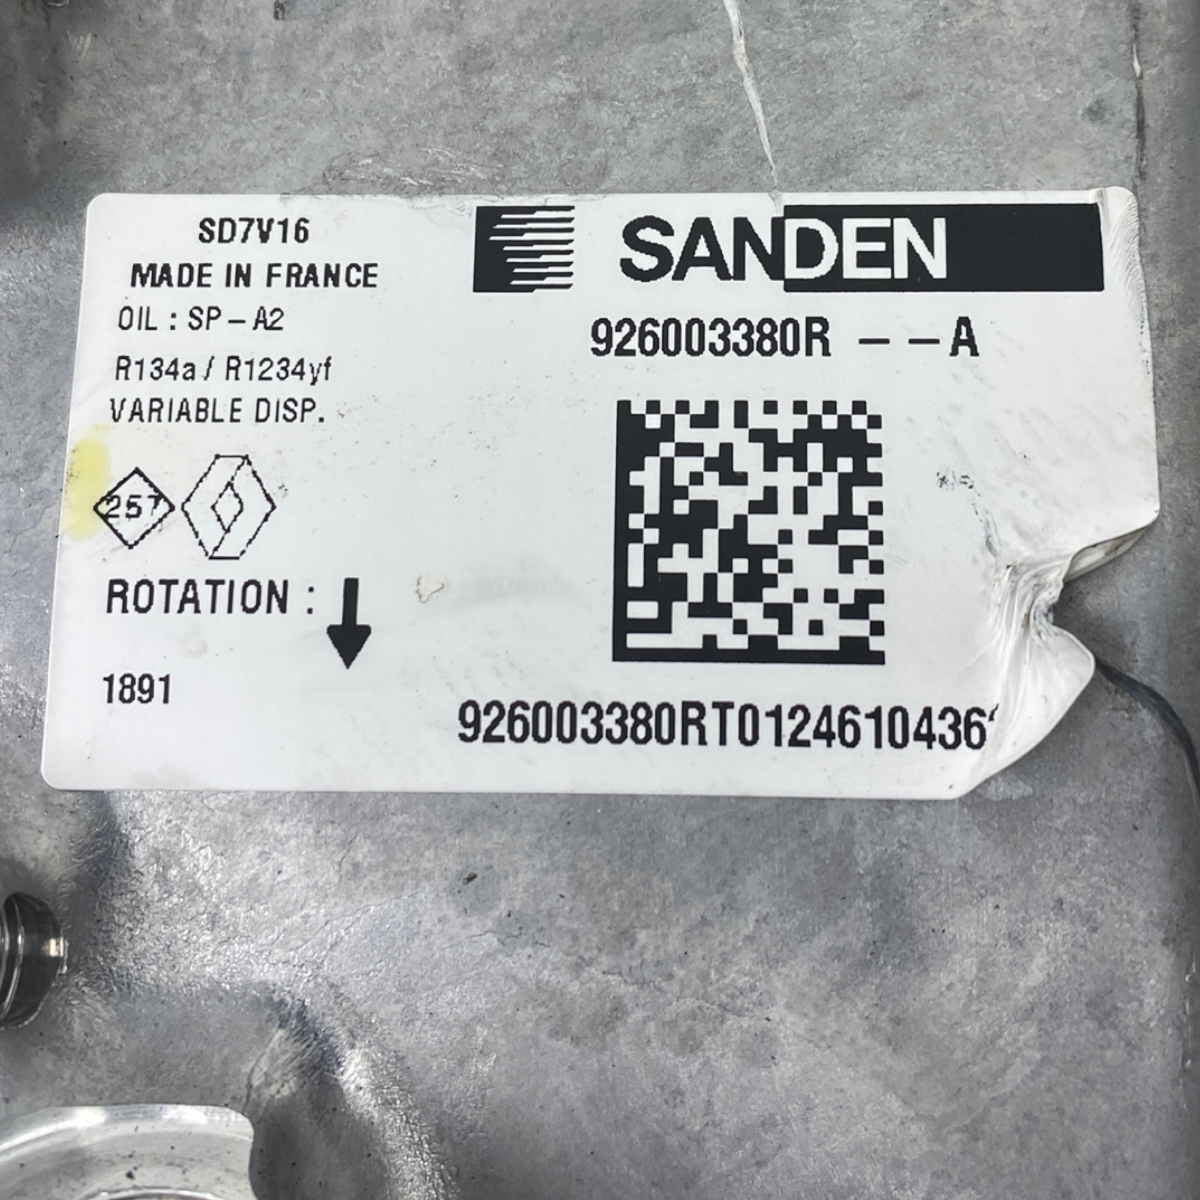 SD7V16
MADE IN FRANCE
OIL : SP-A2
R134a / R1234yf
VARIABLE DISP.
257
ROTATION :
1891
SANDEN
926003380R --A
926003380RT0124610436